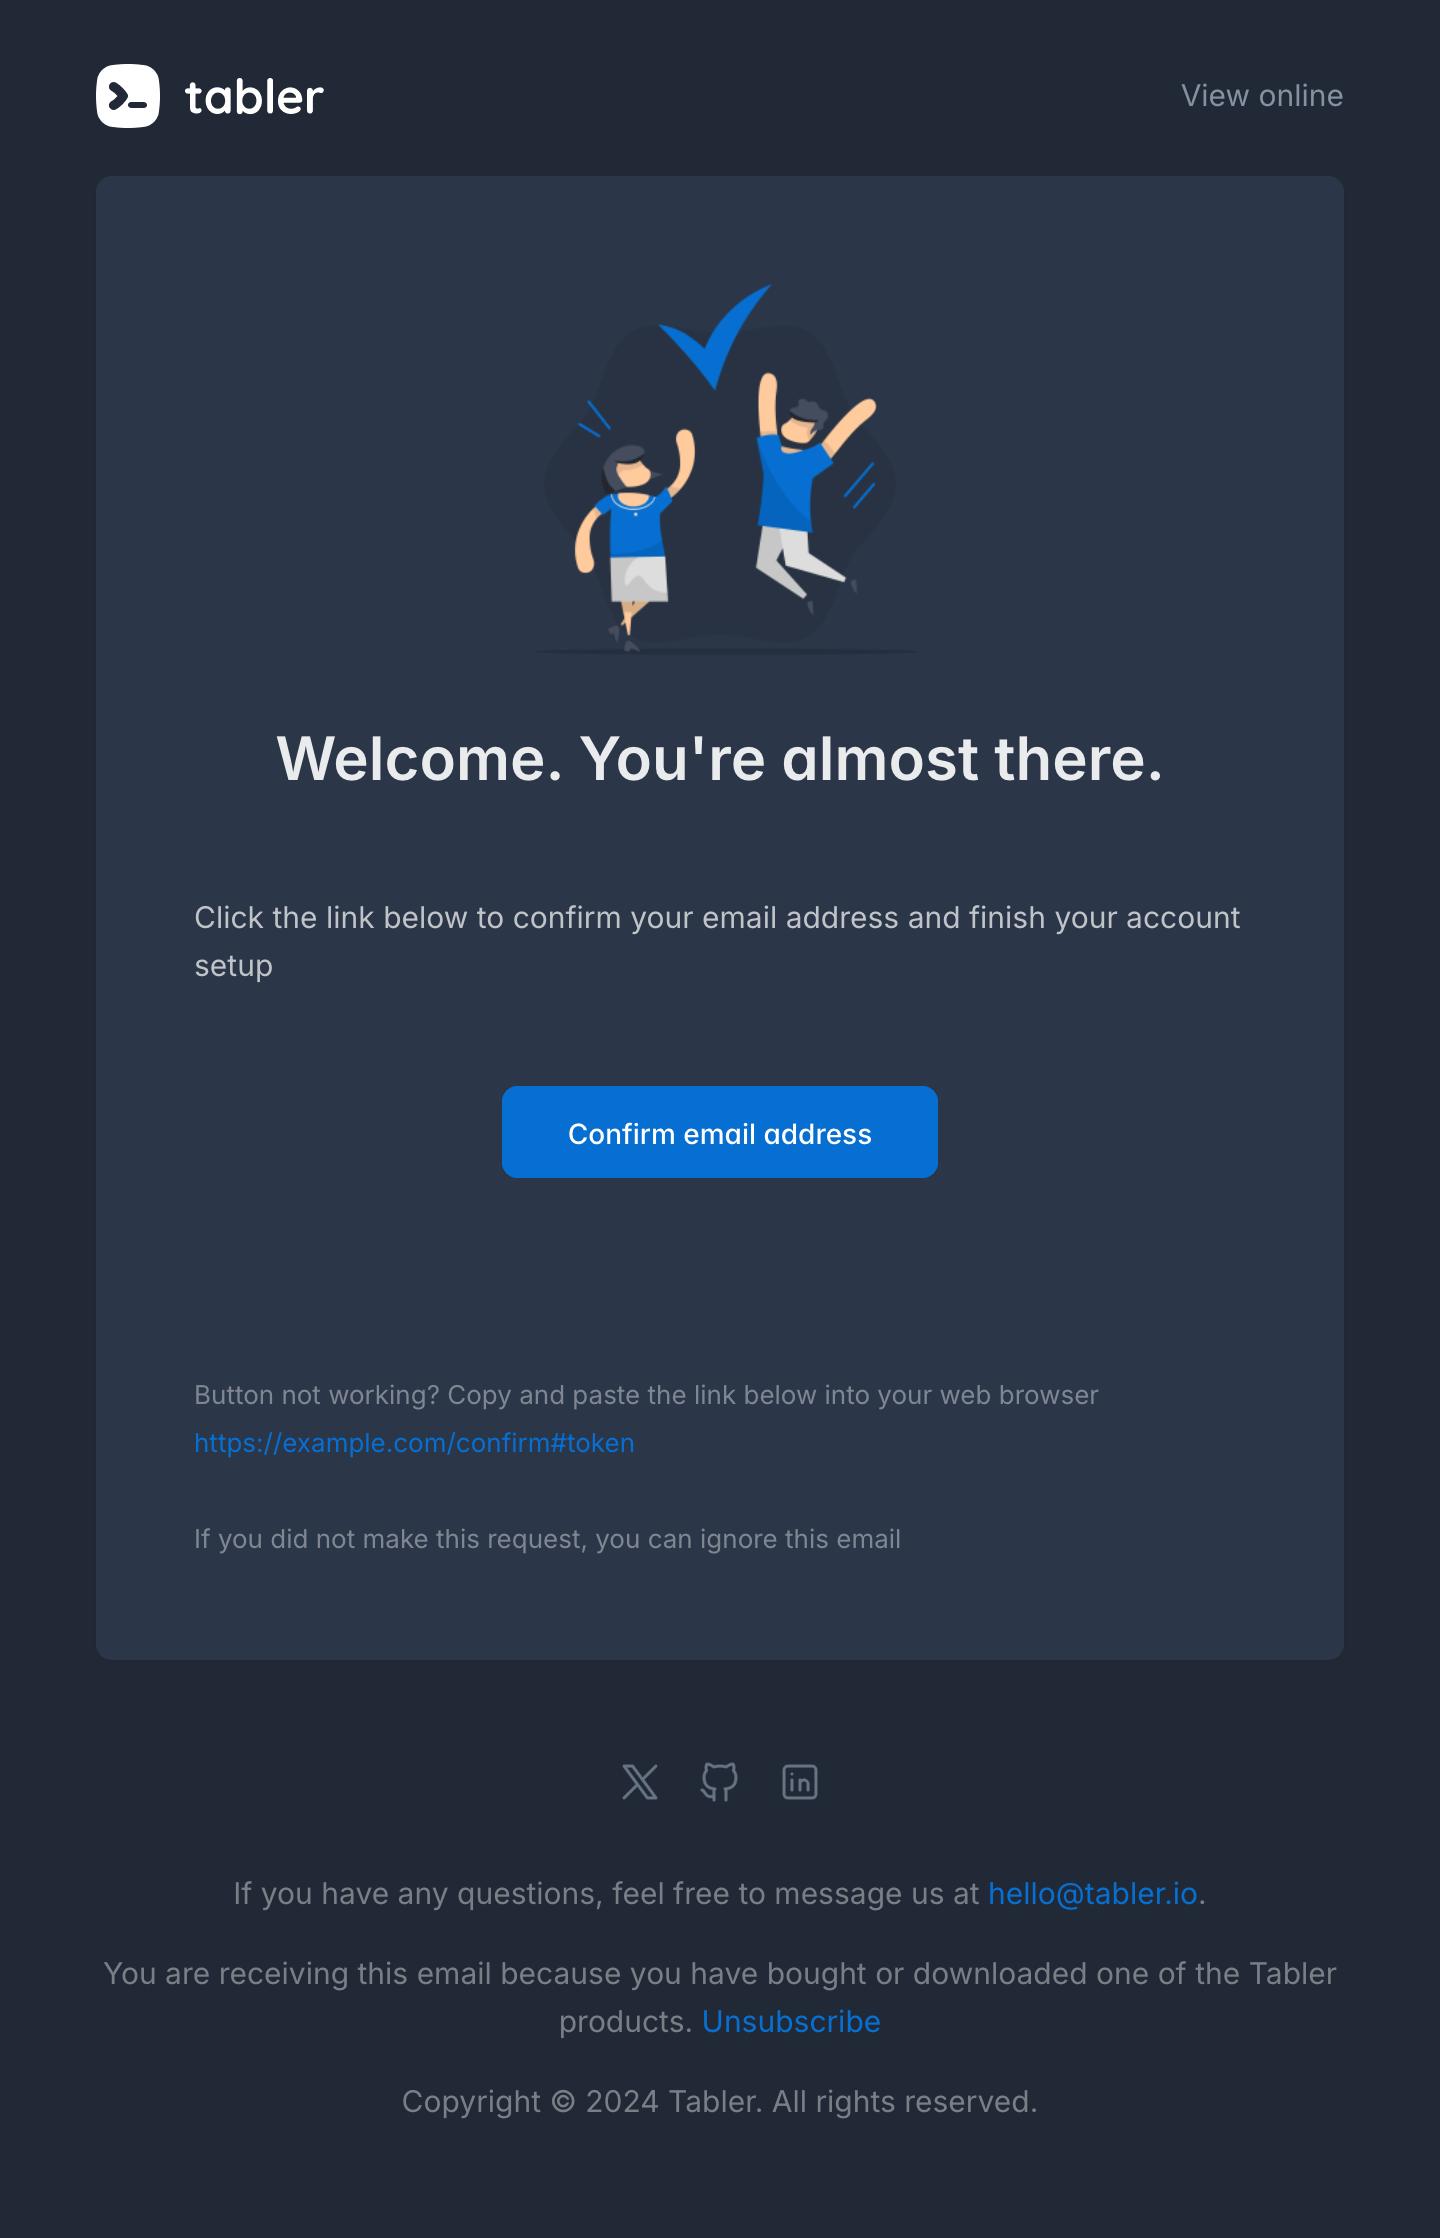 tabler
View online
Welcome. You're almost there.
Click the link below to confirm your email address and finish your account
setup
Confirm email address
Button not working? Copy and paste the link below into your web browser
https://example.com/confirm#token
If you did not make this request, you can ignore this email
If you have any questions, feel free to message us at hello@tabler.io.
You are receiving this email because you have bought or downloaded one of the Tabler
products. Unsubscribe
Copyright © 2024 Tabler. All rights reserved.